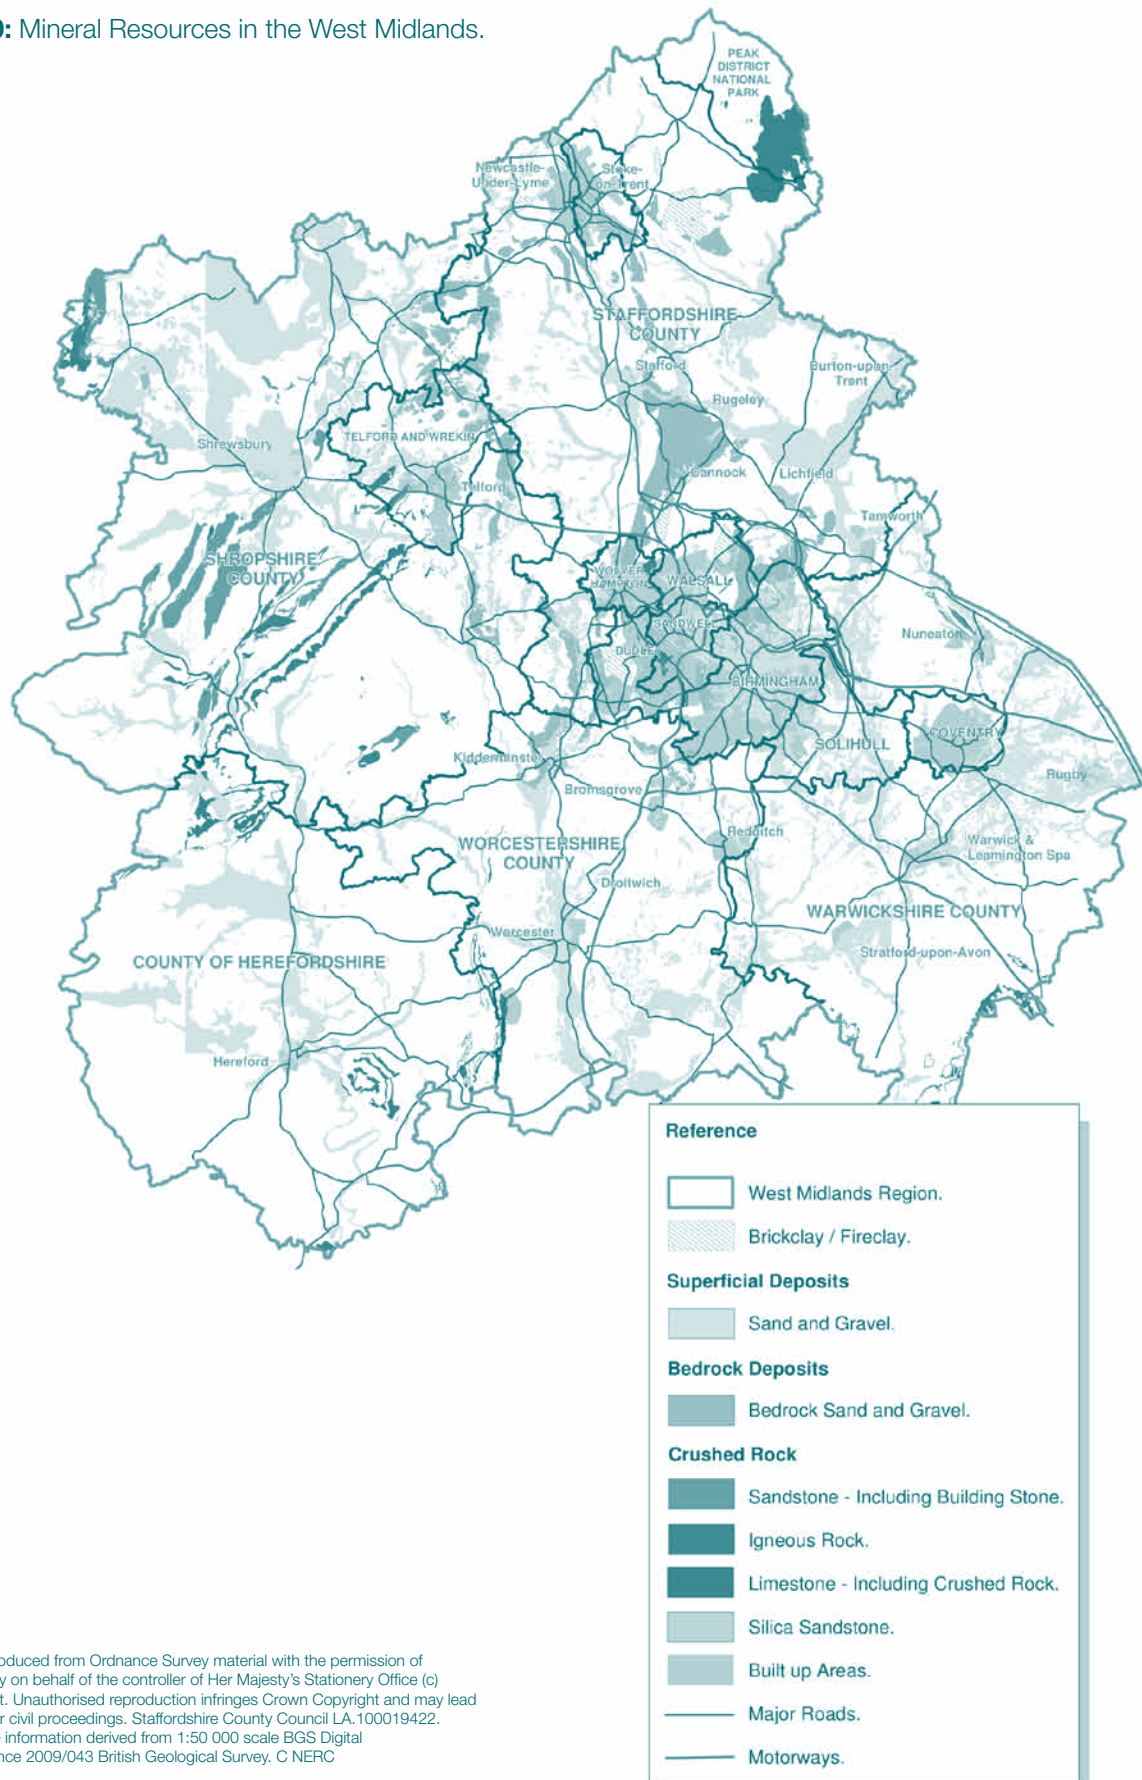 : Mineral Resources in the West Midlands.
PEAK
DISTRICT
NATIONAL
PARK
Newcastle-
Under-Lyme
Stoke-
on-Trent
STAFFORDSHIRE
COUNTY
Stafford
Burton-upon-
Trent
Rugeley
Shrewsbury
TELFORD AND WREKIN
Cannock
Lichfield
Telford
Tamworth
SHROPSHIRE
COUNTY
WOLVER-
HAMPTON
WALSALL
SANDWELL
Nuneaton
DUDLEY
BIRMINGHAM
COVENTRY
SOLIHULL
Kidderminster
Rugby
Bromsgrove
Redditch
WORCESTERSHIRE
COUNTY
Warwick &
Leamington Spa
Droitwich
WARWICKSHIRE COUNTY
Worcester
Stratford-upon-Avon
COUNTY OF HEREFORDSHIRE
Hereford
Reference
West Midlands Region.
Brickclay / Fireclay.
Superficial Deposits
Sand and Gravel.
Bedrock Deposits
Bedrock Sand and Gravel.
Crushed Rock
Sandstone - Including Building Stone.
Igneous Rock.
Limestone - Including Crushed Rock.
Silica Sandstone.
Built up Areas.
Major Roads.
Motorways.
oduced from Ordnance Survey material with the permission of
y on behalf of the controller of Her Majesty's Stationery Office (c)
t. Unauthorised reproduction infringes Crown Copyright and may lead
r civil proceedings. Staffordshire County Council LA.100019422.
information derived from 1:50 000 scale BGS Digital
nce 2009/043 British Geological Survey. C NERC